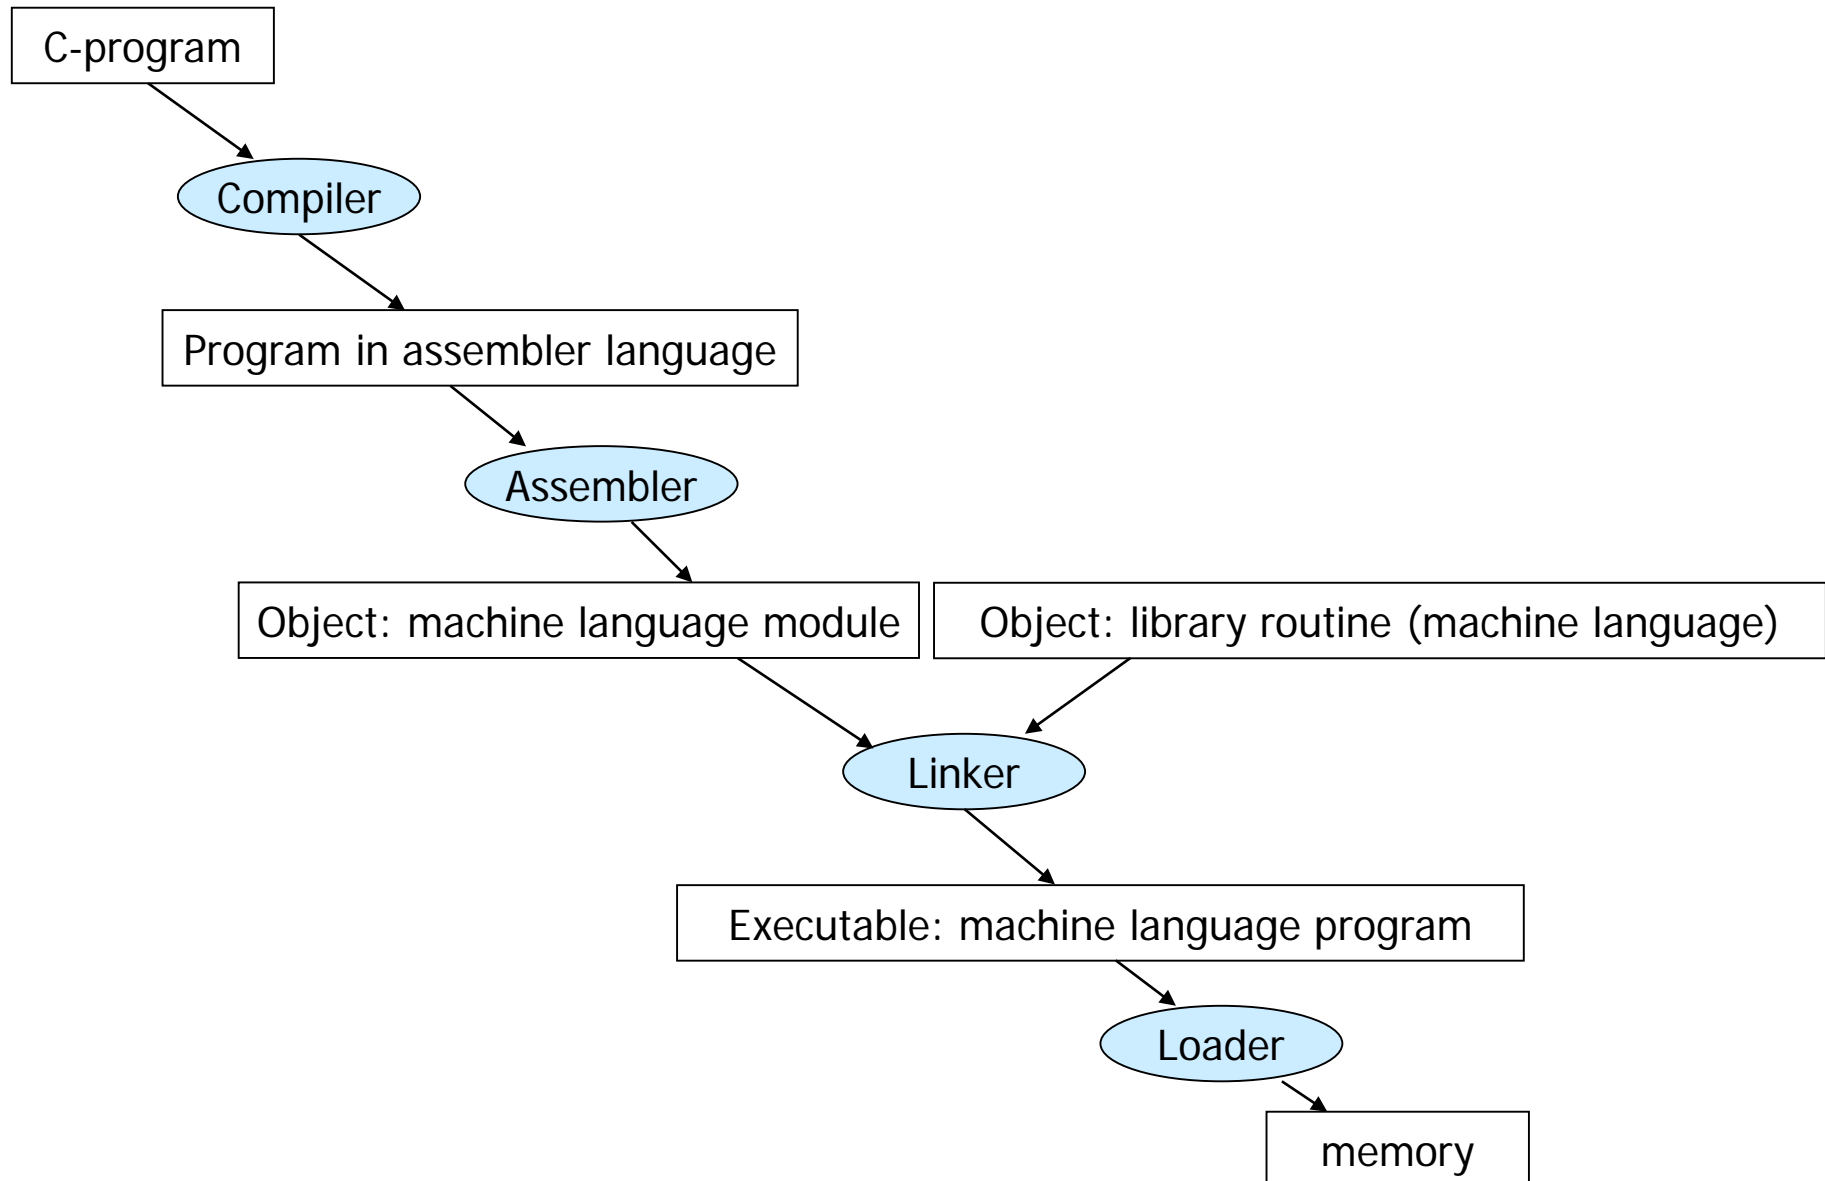 C-program
Compiler
Program in assembler language
Assembler
Object: machine language module
Object: library routine (machine language)
Linker
Executable: machine language program
Loader
memory